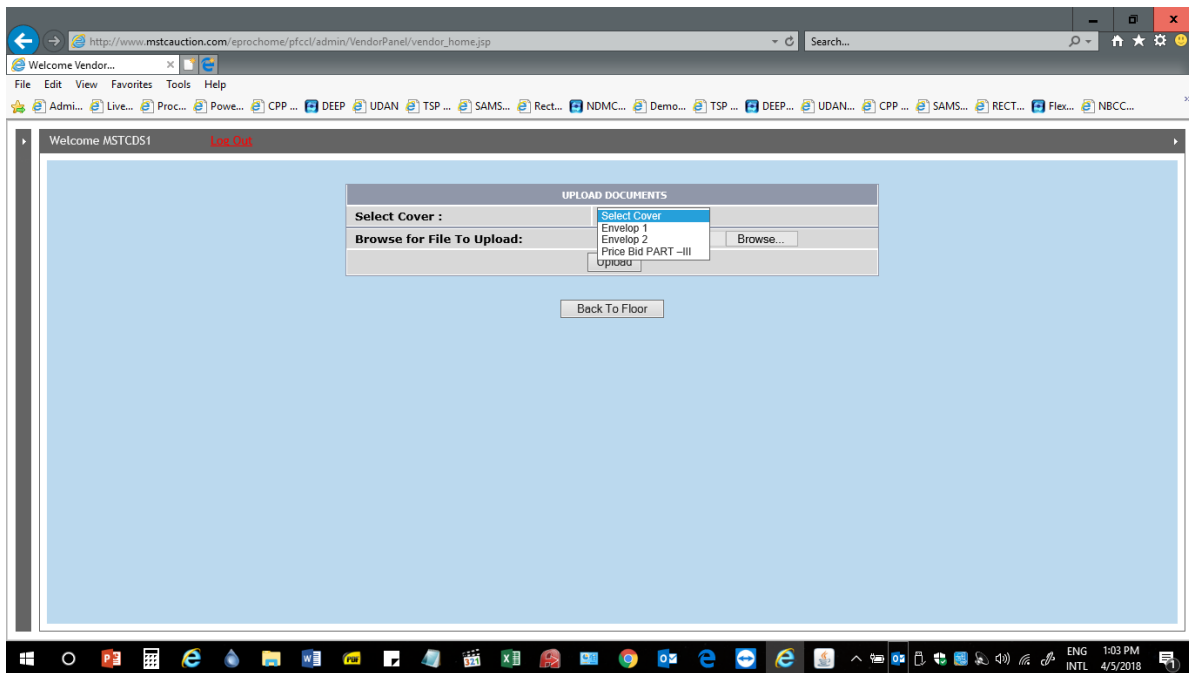 http://www.mstcauction.com/eprochome/pfccl/admin/VendorPanel/vendor_home.jsp
Search...
Welcome Vendor...
File Edit View Favorites Tools Help
Admi... Live... Proc... Powe... CPP ... DEEP UDAN TSP ... SAMS... Rect... NDMC... Demo... TSP ... DEEP... UDAN... CPP ... SAMS... RECT... Flex... NBCC...
Welcome MSTCDS1 Log Out
UPLOAD DOCUMENTS
Select Cover :
Select Cover
Envelop 1
Envelop 2
Price Bid PART –III
Browse for File To Upload:
Browse...
Upload
Back To Floor
ENG 1:03 PM
INTL 4/5/2018